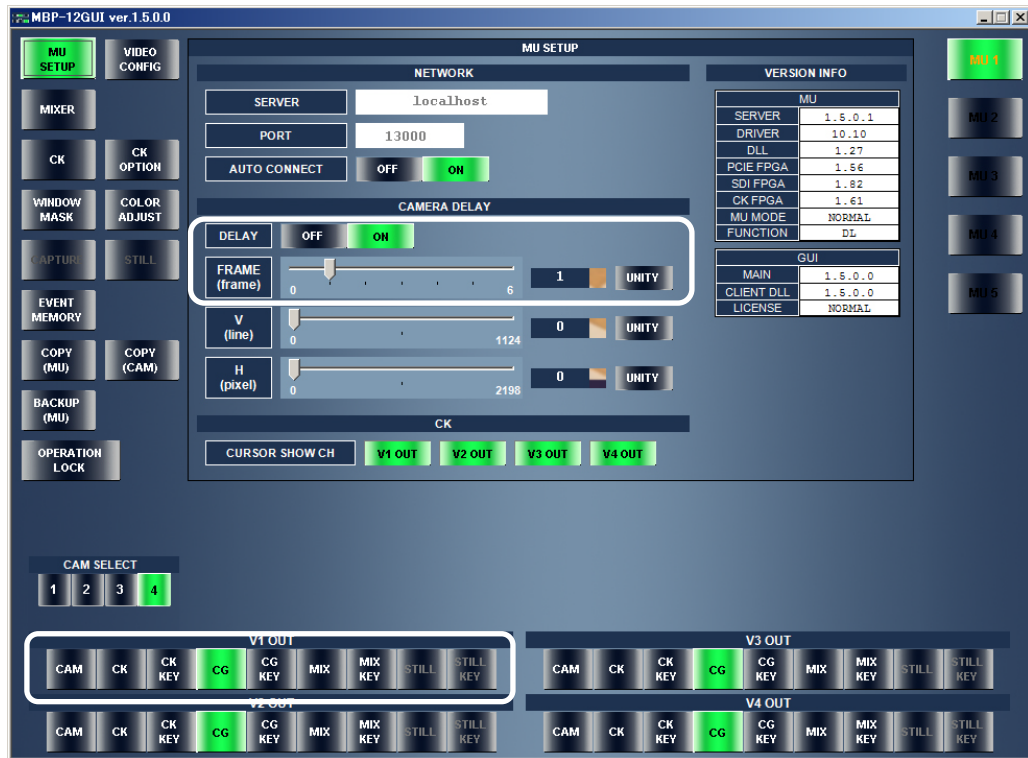 MBP-12GUI ver.1.5.0.0
MU SETUP
VIDEO CONFIG
MIXER
CK
CK OPTION
WINDOW MASK
COLOR ADJUST
CAPTURE
STILL
EVENT MEMORY
COPY (MU)
COPY (CAM)
BACKUP (MU)
OPERATION LOCK
MU SETUP
NETWORK
SERVER localhost
PORT 13000
AUTO CONNECT OFF ON
CAMERA DELAY
DELAY OFF ON
FRAME (frame) 0 6 1 UNITY
V (line) 0 1124 0 UNITY
H (pixel) 0 2198 0 UNITY
CK
CURSOR SHOW CH V1 OUT V2 OUT V3 OUT V4 OUT
VERSION INFO
MU
SERVER 1.5.0.1
DRIVER 10.10
DLL 1.27
PCIE FPGA 1.56
SDI FPGA 1.82
CK FPGA 1.61
MU MODE NORMAL
FUNCTION DL
GUI
MAIN 1.5.0.0
CLIENT DLL 1.5.0.0
LICENSE NORMAL
MU 1
MU 2
MU 3
MU 4
MU 5
CAM SELECT
1 2 3 4
V1 OUT
CAM CK CK KEY CG CG KEY MIX MIX KEY STILL STILL KEY
V2 OUT
CAM CK CK KEY CG CG KEY MIX MIX KEY STILL STILL KEY
V3 OUT
CAM CK CK KEY CG CG KEY MIX MIX KEY STILL STILL KEY
V4 OUT
CAM CK CK KEY CG CG KEY MIX MIX KEY STILL STILL KEY